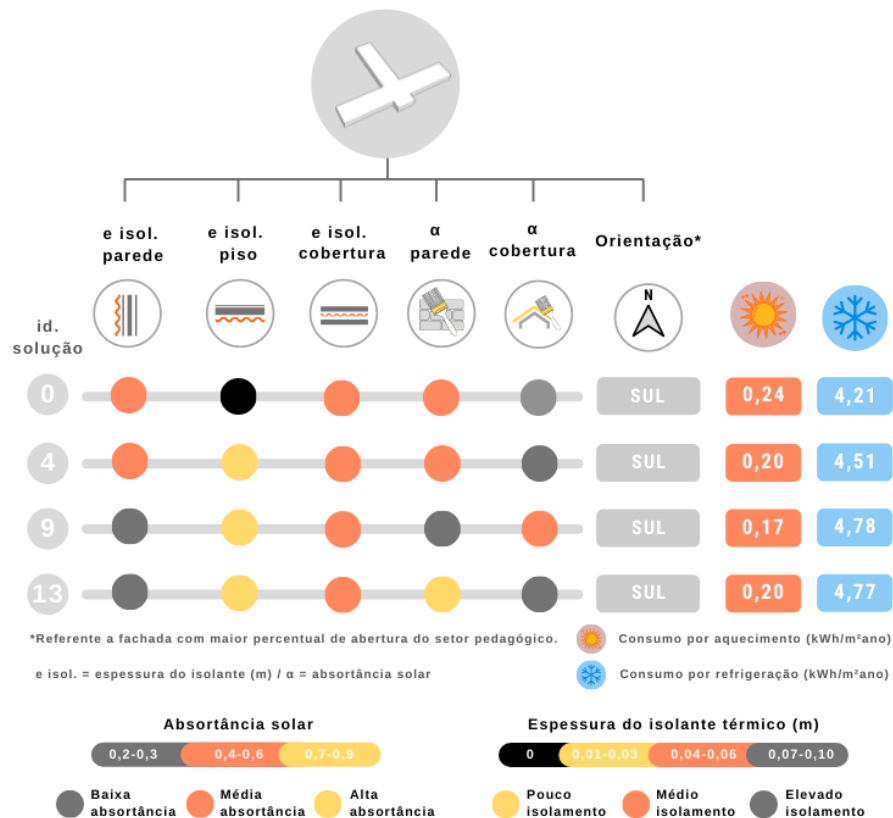 e isol.
parede
e isol.
piso
e isol.
cobertura
α
parede
α
cobertura
Orientação*
N
id.
solução
0 SUL 0,24 4,21
4 SUL 0,20 4,51
9 SUL 0,17 4,78
13 SUL 0,20 4,77
*Referente a fachada com maior percentual de abertura do setor pedagógico.
Consumo por aquecimento (kWh/m²ano)
e isol. = espessura do isolante (m) / α = absortância solar
Consumo por refrigeração (kWh/m²ano)
Absortância solar
0,2-0,3 0,4-0,6 0,7-0,9
Baixa
absortância
Média
absortância
Alta
absortância
Espessura do isolante térmico (m)
0 0,01-0,03 0,04-0,06 0,07-0,10
Pouco
isolamento
Médio
isolamento
Elevado
isolamento